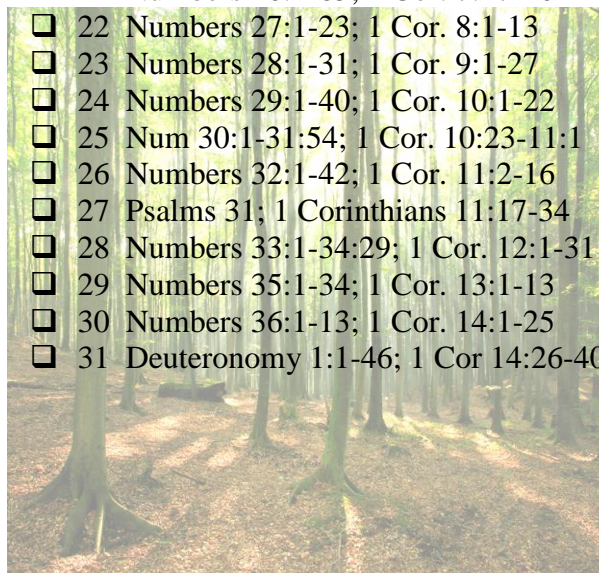 ❑ 22 Numbers 27:1-23; 1 Cor. 8:1-13
❑ 23 Numbers 28:1-31; 1 Cor. 9:1-27
❑ 24 Numbers 29:1-40; 1 Cor. 10:1-22
❑ 25 Num 30:1-31:54; 1 Cor. 10:23-11:1
❑ 26 Numbers 32:1-42; 1 Cor. 11:2-16
❑ 27 Psalms 31; 1 Corinthians 11:17-34
❑ 28 Numbers 33:1-34:29; 1 Cor. 12:1-31
❑ 29 Numbers 35:1-34; 1 Cor. 13:1-13
❑ 30 Numbers 36:1-13; 1 Cor. 14:1-25
❑ 31 Deuteronomy 1:1-46; 1 Cor 14:26-40